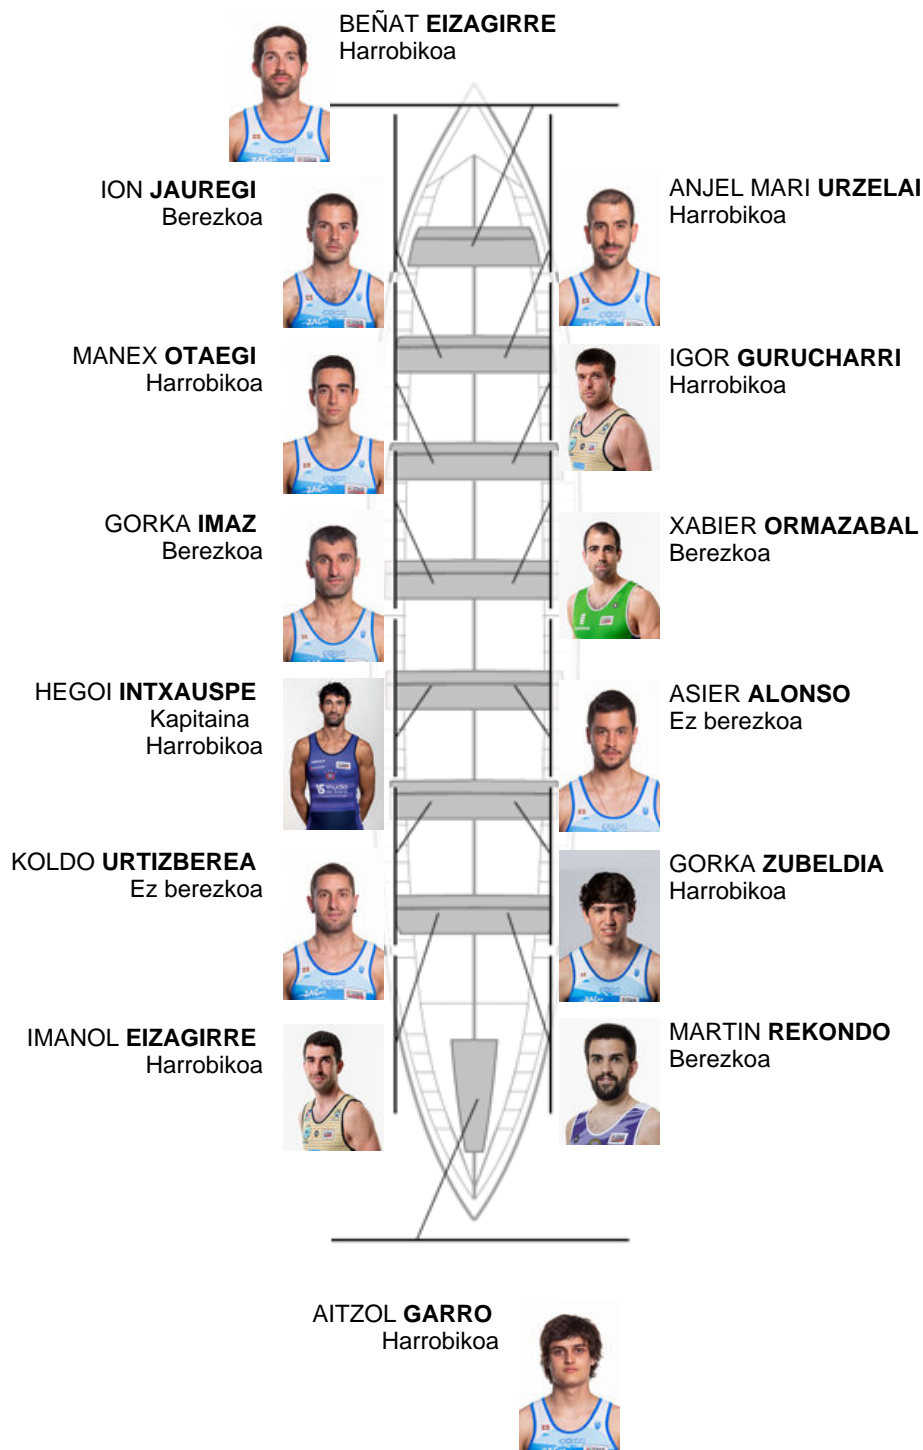 BEÑAT EIZAGIRRE
Harrobikoa
ION JAUREGI
Berezkoa
ANJEL MARI URZELAI
Harrobikoa
MANEX OTAEGI
Harrobikoa
IGOR GURUCHARRI
Harrobikoa
GORKA IMAZ
Berezkoa
XABIER ORMAZABAL
Berezkoa
HEGOI INTXAUSPE
Kapitaina
Harrobikoa
ASIER ALONSO
Ez berezkoa
KOLDO URTIZBEREA
Ez berezkoa
GORKA ZUBELDIA
Harrobikoa
IMANOL EIZAGIRRE
Harrobikoa
MARTIN REKONDO
Berezkoa
AITZOL GARRO
Harrobikoa